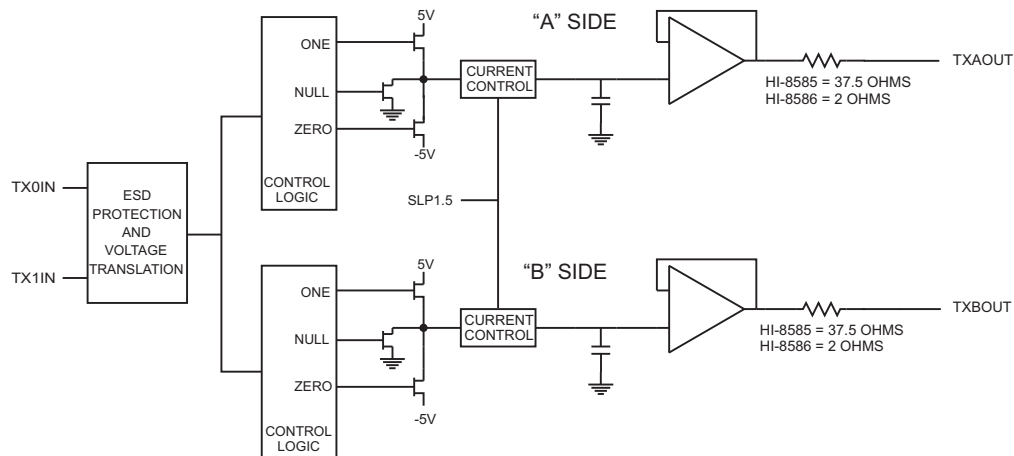 5V
"A" SIDE
ONE
CURRENT
CONTROL
TXAOUT
HI-8585 = 37.5 OHMS
HI-8586 = 2 OHMS
NULL
ZERO
-5V
CONTROL
LOGIC
TX0IN
ESD
PROTECTION
AND
VOLTAGE
TRANSLATION
TX1IN
SLP1.5
5V
"B" SIDE
ONE
CURRENT
CONTROL
TXBOUT
HI-8585 = 37.5 OHMS
HI-8586 = 2 OHMS
NULL
ZERO
-5V
CONTROL
LOGIC